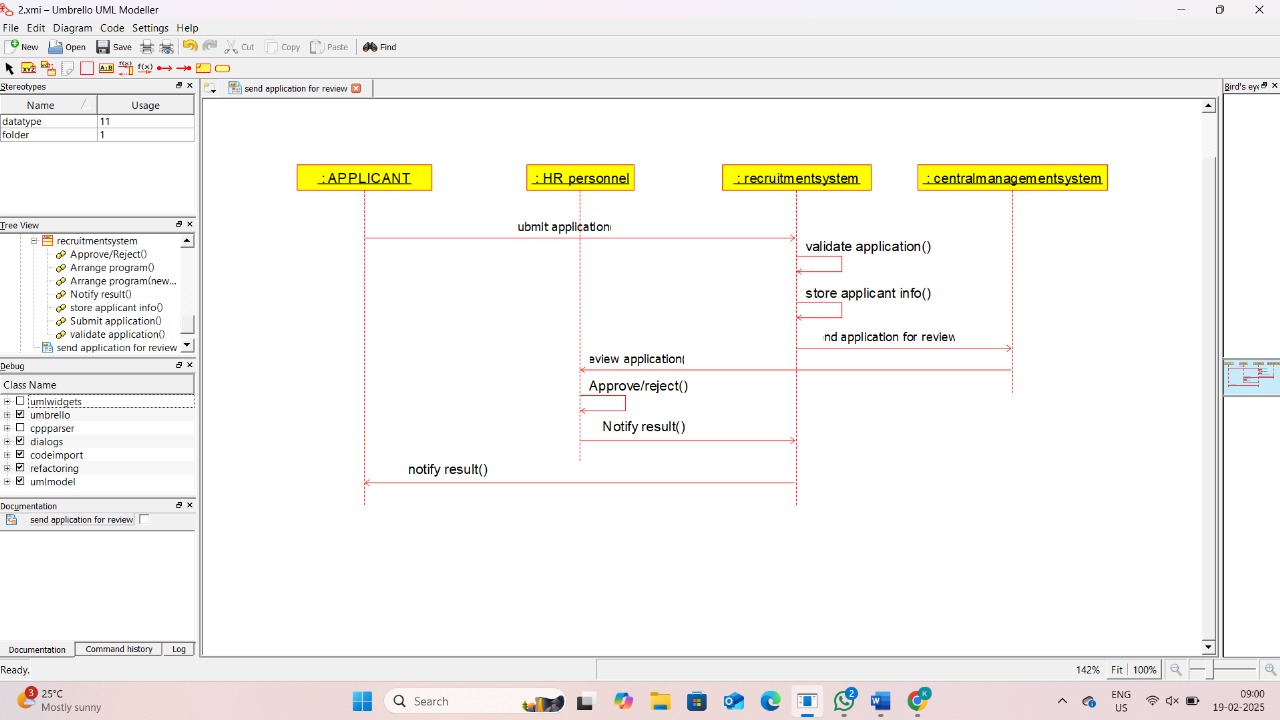 2.xmi – Umbrello UML Modeller
File Edit Diagram Code Settings Help
New Open Save Cut Copy Paste Find
Stereotypes
Name Usage
datatype 11
folder 1
Tree View
recruitmentsystem
Approve/Reject()
Arrange program()
Arrange program(new...
Notify result()
store applicant info()
Submit application()
validate application()
send application for review
Debug
Class Name
umlwidgets
umbrello
cppparser
dialogs
codeimport
refactoring
umlmodel
Documentation
send application for review
Documentation Command history Log
Ready.
send application for review
: APPLICANT : HR personnel : recruitmentsystem : centralmanagementsystem
ubmit application
validate application()
store applicant info()
nd application for review
eview application(
Approve/reject()
Notify result()
notify result()
Bird's eye
142% Fit 100%
3 25°C
Mostly sunny
Search
2
K
ENG
US
09:00
19-02-2025